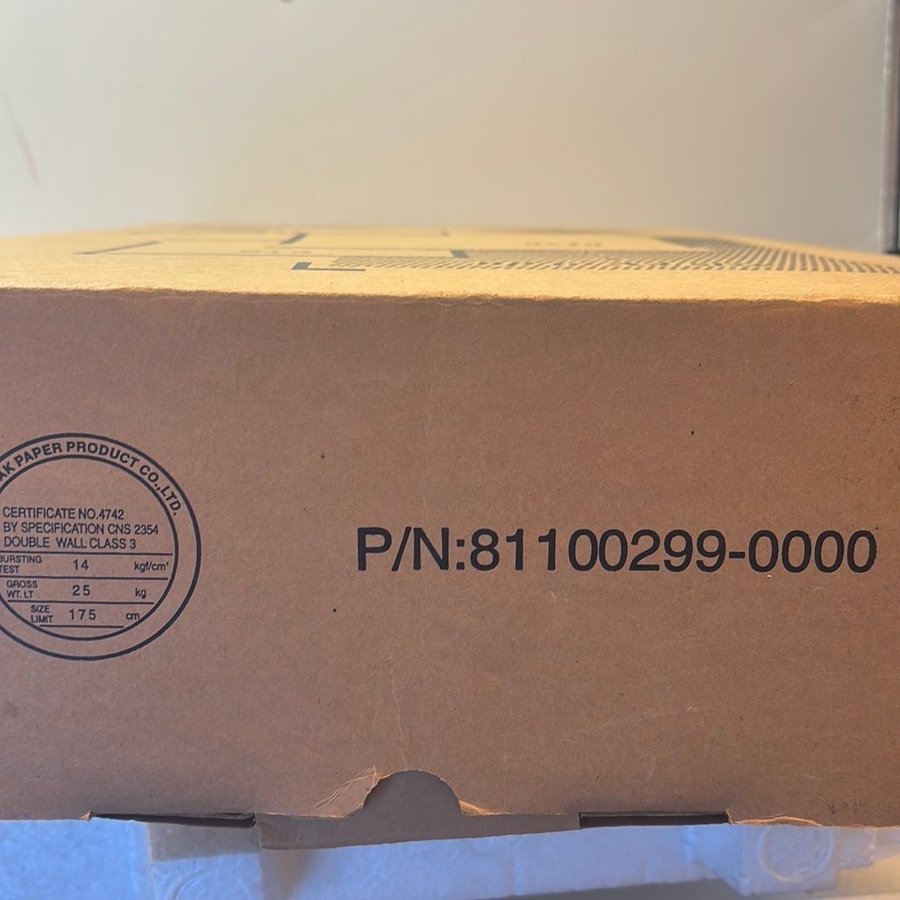 AK PAPER PRODUCT CO.,LTD.
CERTIFICATE NO.4742
BY SPECIFICATION CNS 2354
DOUBLE WALL CLASS 3
BURSTING TEST 14 kgf/cm²
GROSS WT. LT 25 kg
SIZE LIMIT 175 cm
P/N:81100299-0000